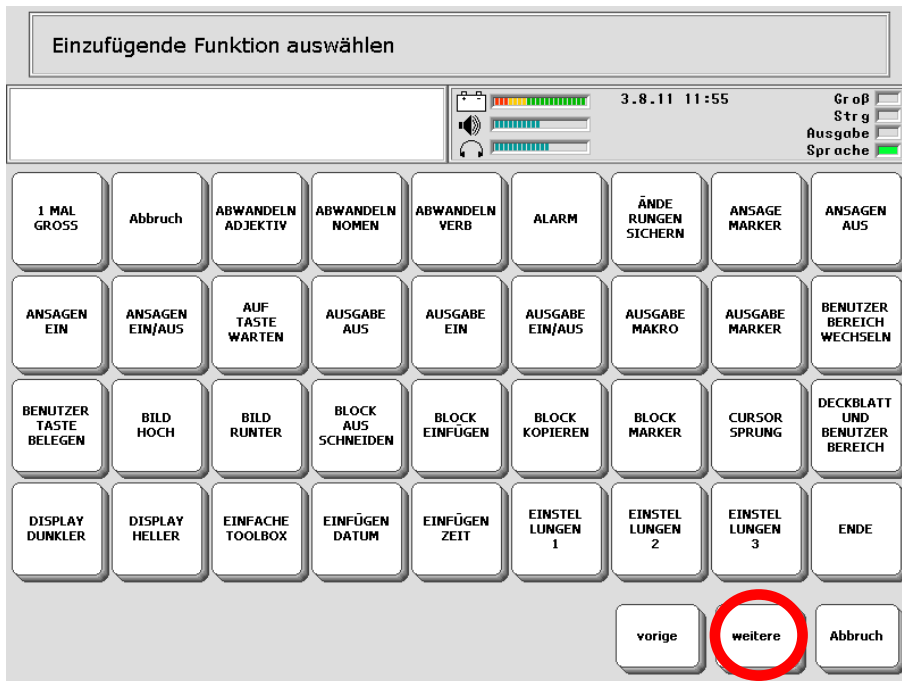 Einzufügende Funktion auswählen
3.8.11 11:55
Groß
Strg
Ausgabe
Sprache
1 MAL
GROSS
Abbruch
ABWANDELN
ADJEKTIV
ABWANDELN
NOMEN
ABWANDELN
VERB
ALARM
ÄNDE
RUNGEN
SICHERN
ANSAGE
MARKER
ANSAGEN
AUS
ANSAGEN
EIN
ANSAGEN
EIN/AUS
AUF
TASTE
WARTEN
AUSGABE
AUS
AUSGABE
EIN
AUSGABE
EIN/AUS
AUSGABE
MAKRO
AUSGABE
MARKER
BENUTZER
BEREICH
WECHSELN
BENUTZER
TASTE
BELEGEN
BILD
HOCH
BILD
RUNTER
BLOCK
AUS
SCHNEIDEN
BLOCK
EINFÜGEN
BLOCK
KOPIEREN
BLOCK
MARKER
CURSOR
SPRUNG
DECKBLATT
UND
BENUTZER
BEREICH
DISPLAY
DUNKLER
DISPLAY
HELLER
EINFACHE
TOOLBOX
EINFÜGEN
DATUM
EINFÜGEN
ZEIT
EINSTEL
LUNGEN
1
EINSTEL
LUNGEN
2
EINSTEL
LUNGEN
3
ENDE
vorige
weitere
Abbruch